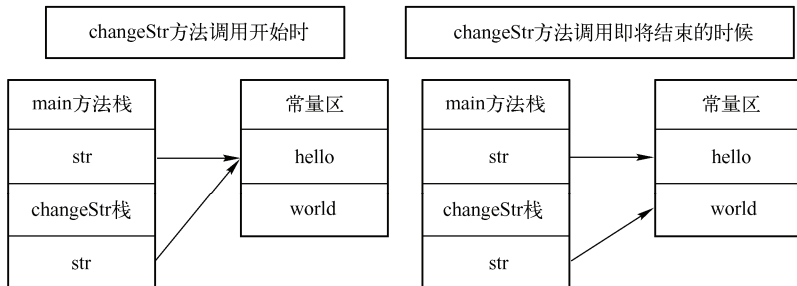 changeStr方法调用开始时
changeStr方法调用即将结束的时候
main方法栈
str
changeStr栈
str
常量区
hello
world
main方法栈
str
changeStr栈
str
常量区
hello
world